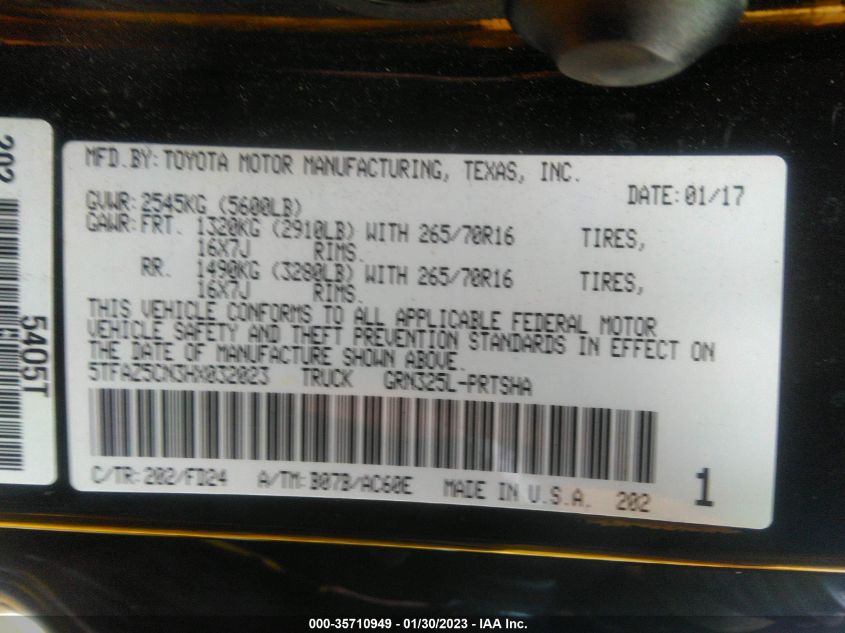 MFD.BY: TOYOTA MOTOR MANUFACTURING, TEXAS, INC.
DATE: 01/17
GVWR: 2545KG (5600LB)
GAWR: FRT. 1320KG (2910LB) WITH 265/70R16 TIRES,
16X7J RIMS.
RR. 1490KG (3280LB) WITH 265/70R16 TIRES,
16X7J RIMS.
THIS VEHICLE CONFORMS TO ALL APPLICABLE FEDERAL MOTOR
VEHICLE SAFETY AND THEFT PREVENTION STANDARDS IN EFFECT ON
THE DATE OF MANUFACTURE SHOWN ABOVE.
5TFAZ5CN3HX032023 TRUCK GRN325L-PRTSHA
C/TR: 202/FD24 A/TM: B07B/AC60E MADE IN U.S.A. 202 1
202
5405T
000-35710949 - 01/30/2023 - IAA Inc.